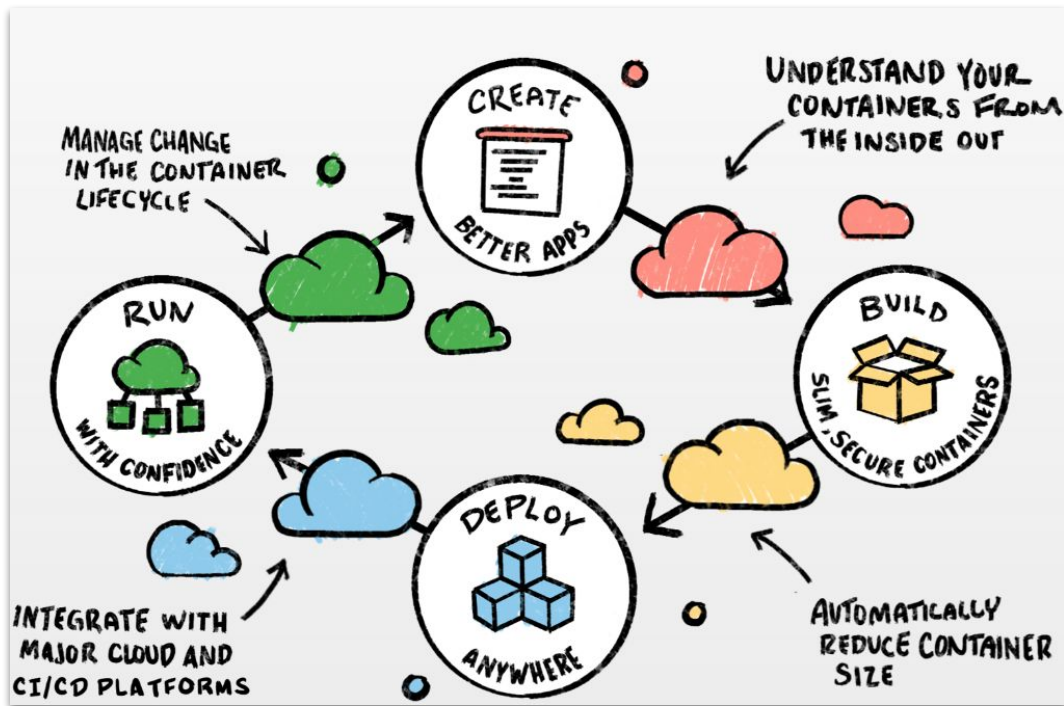 CREATE
BETTER APPS
UNDERSTAND YOUR
CONTAINERS FROM
THE INSIDE OUT
BUILD
SLIM, SECURE CONTAINERS
AUTOMATICALLY
REDUCE CONTAINER
SIZE
DEPLOY
ANYWHERE
INTEGRATE WITH
MAJOR CLOUD AND
CI/CD PLATFORMS
RUN
WITH CONFIDENCE
MANAGE CHANGE
IN THE CONTAINER
LIFECYCLE